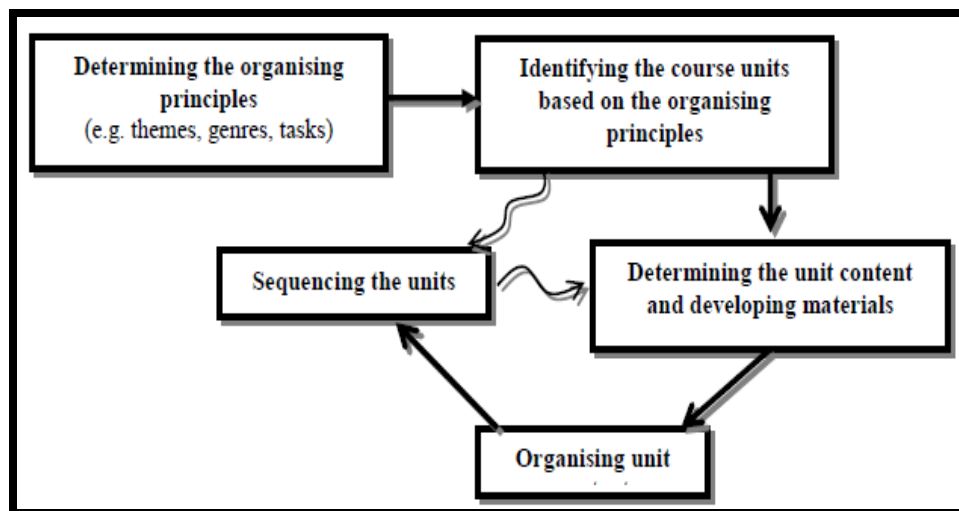 Determining the organising
principles
(e.g. themes, genres, tasks)
Identifying the course units
based on the organising
principles
Sequencing the units
Determining the unit content
and developing materials
Organising unit